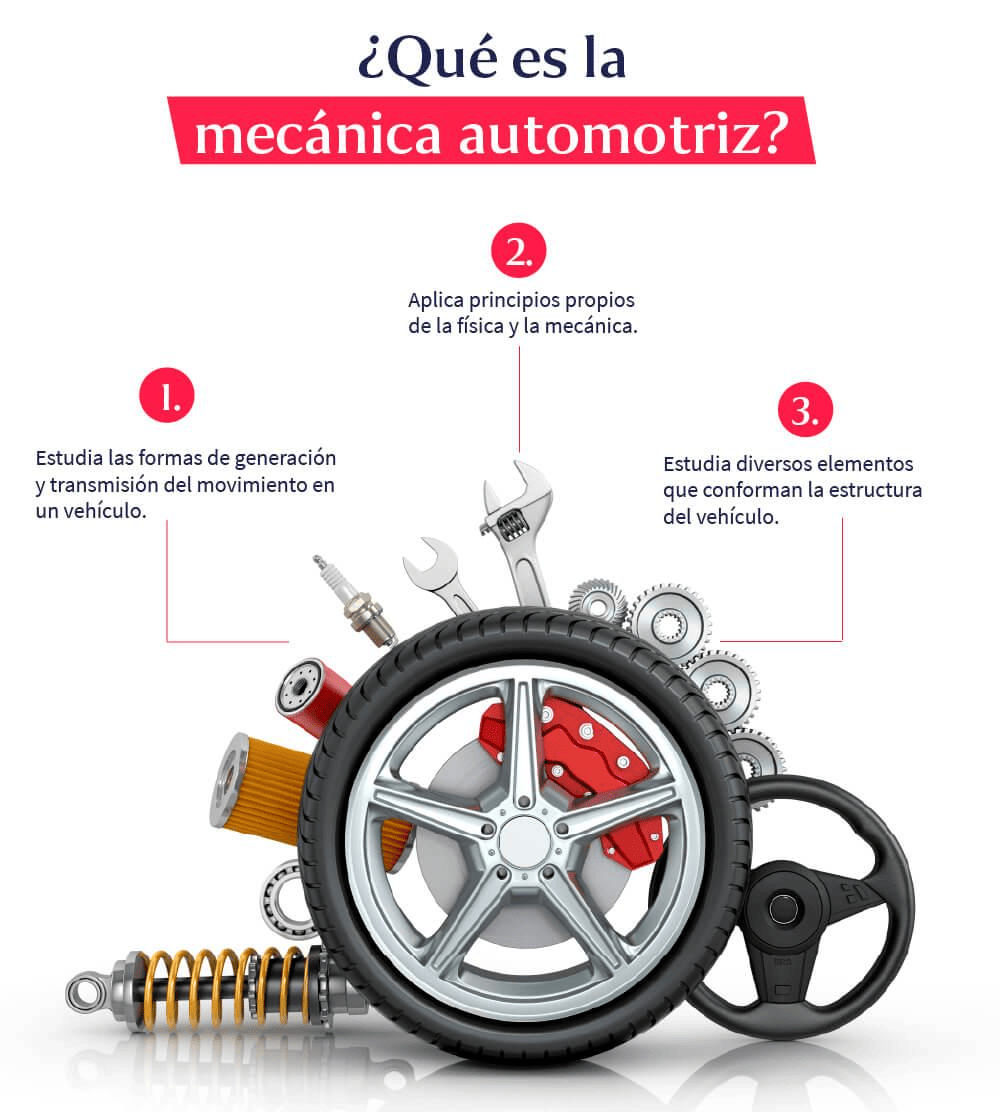 ¿Qué es la
mecánica automotriz?
2.
Aplica principios propios
de la física y la mecánica.
1.
Estudia las formas de generación
y transmisión del movimiento en
un vehículo.
3.
Estudia diversos elementos
que conforman la estructura
del vehículo.